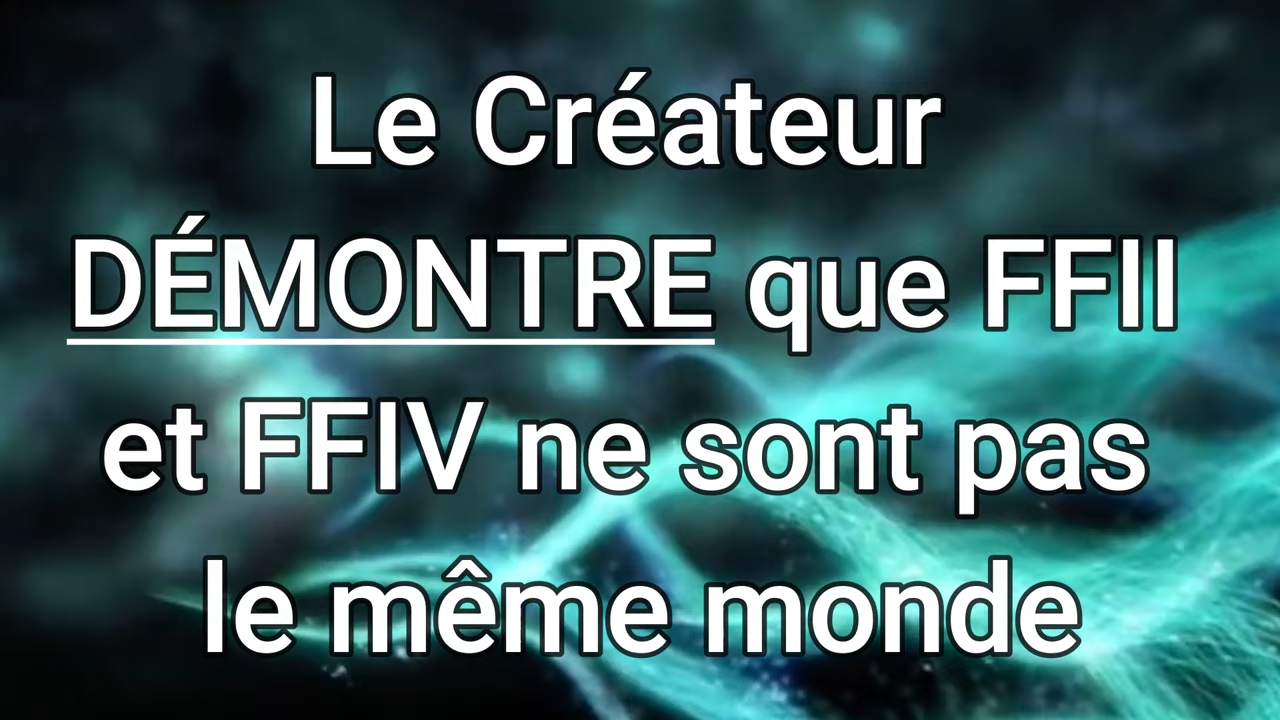 Le Créateur
DÉMONTRE que FFII
et FFIV ne sont pas
le même monde